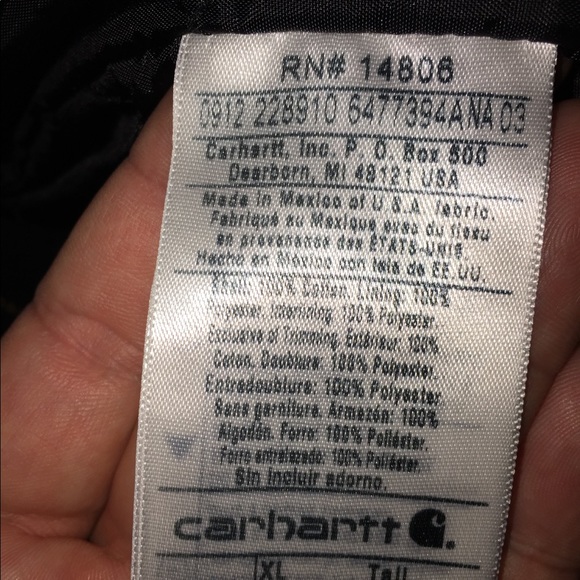 RN# 14806
0912 228910 6477394A NA 03
Carhartt, Inc. P. O. Box 600
Dearborn, MI 48121 USA
Made in Mexico of U.S.A. fabric.
Fabriqué au Mexique avec du tissu
en provenance des ÉTATS-UNIS.
Hecho en México con tela de EE.UU.
Shell: 100% Cotton. Lining: 100%
Polyester. Interlining: 100% Polyester.
Exclusive of Trimming. Extérieur: 100%
Coton. Doublure: 100% Polyester.
Entredoublure: 100% Polyester
Sans garniture. Armazón: 100%
Algodón. Forro: 100% Poliéster.
Forro entrelazado: 100% Poliéster.
Sin incluir adorno.
carhartt
XL Tall